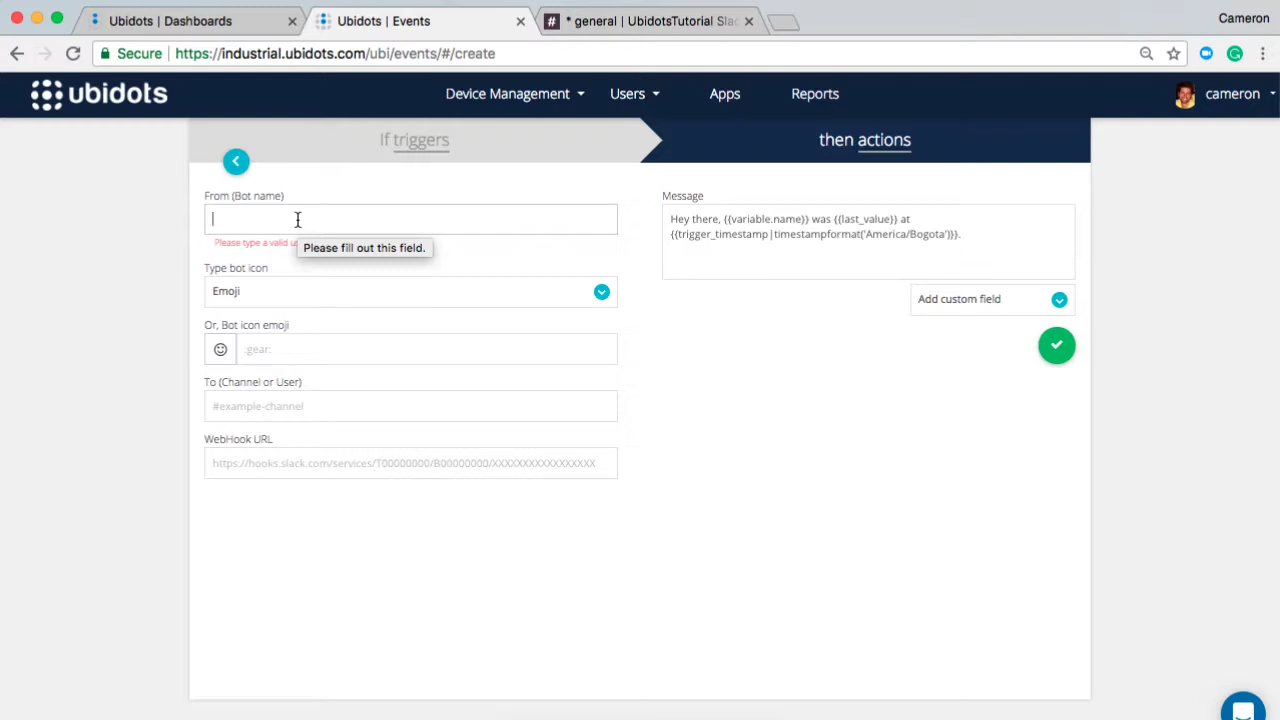 Ubidots | Dashboards
Ubidots | Events
* general | UbidotsTutorial Slac
Cameron
Secure
https://industrial.ubidots.com/ubi/events/#/create
ubidots
Device Management
Users
Apps
Reports
cameron
If triggers
then actions
From (Bot name)
Please type a valid
Please fill out this field.
Type bot icon
Emoji
Or, Bot icon emoji
:gear:
To (Channel or User)
#example-channel
WebHook URL
https://hooks.slack.com/services/T00000000/B00000000/XXXXXXXXXXXXXXXXX
Message
Hey there, {{variable.name}} was {{last_value}} at
{{trigger_timestamp|timestampformat('America/Bogota')}}.
Add custom field